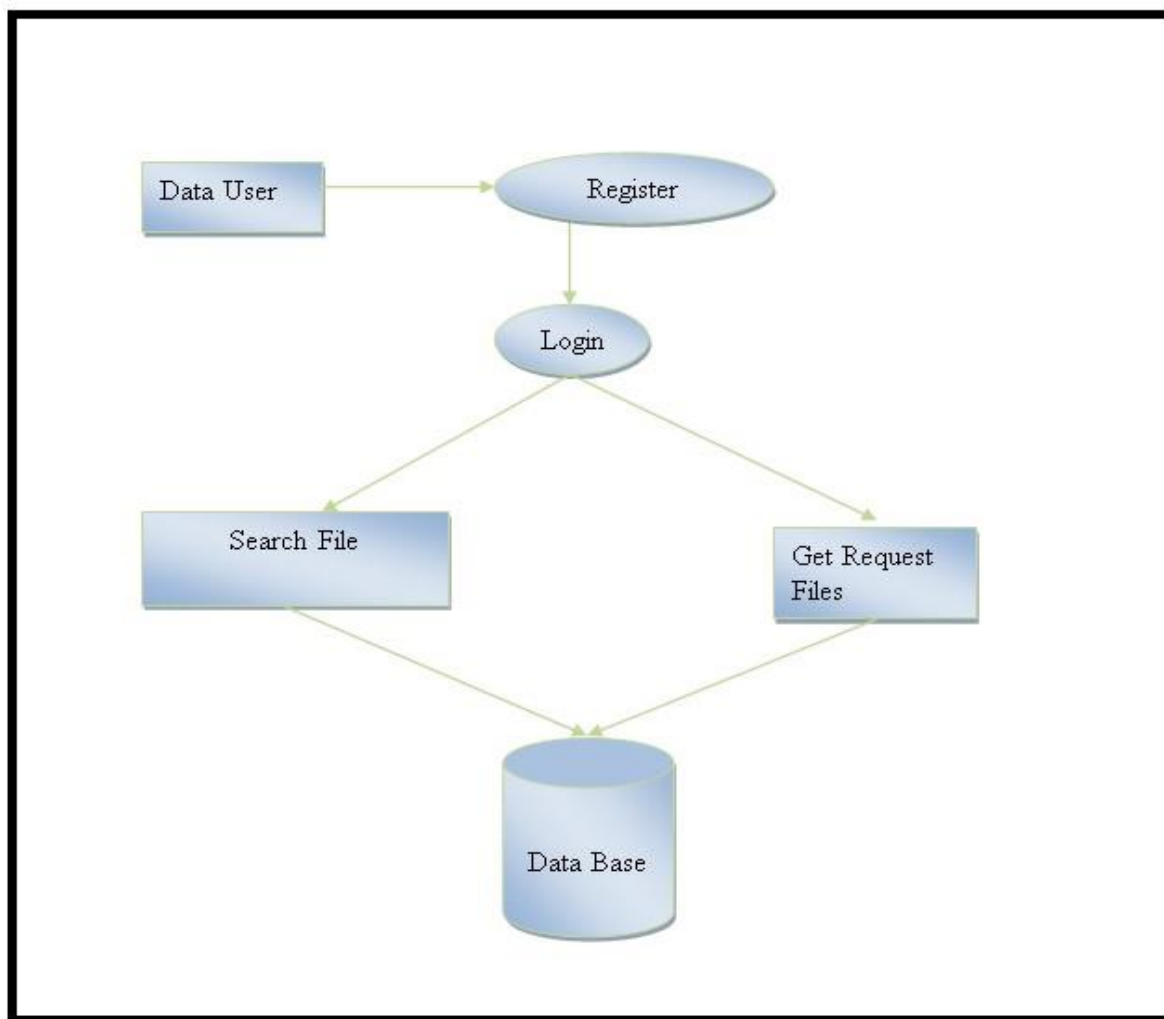 Data User
Register
Login
Search File
Get Request
Files
Data Base